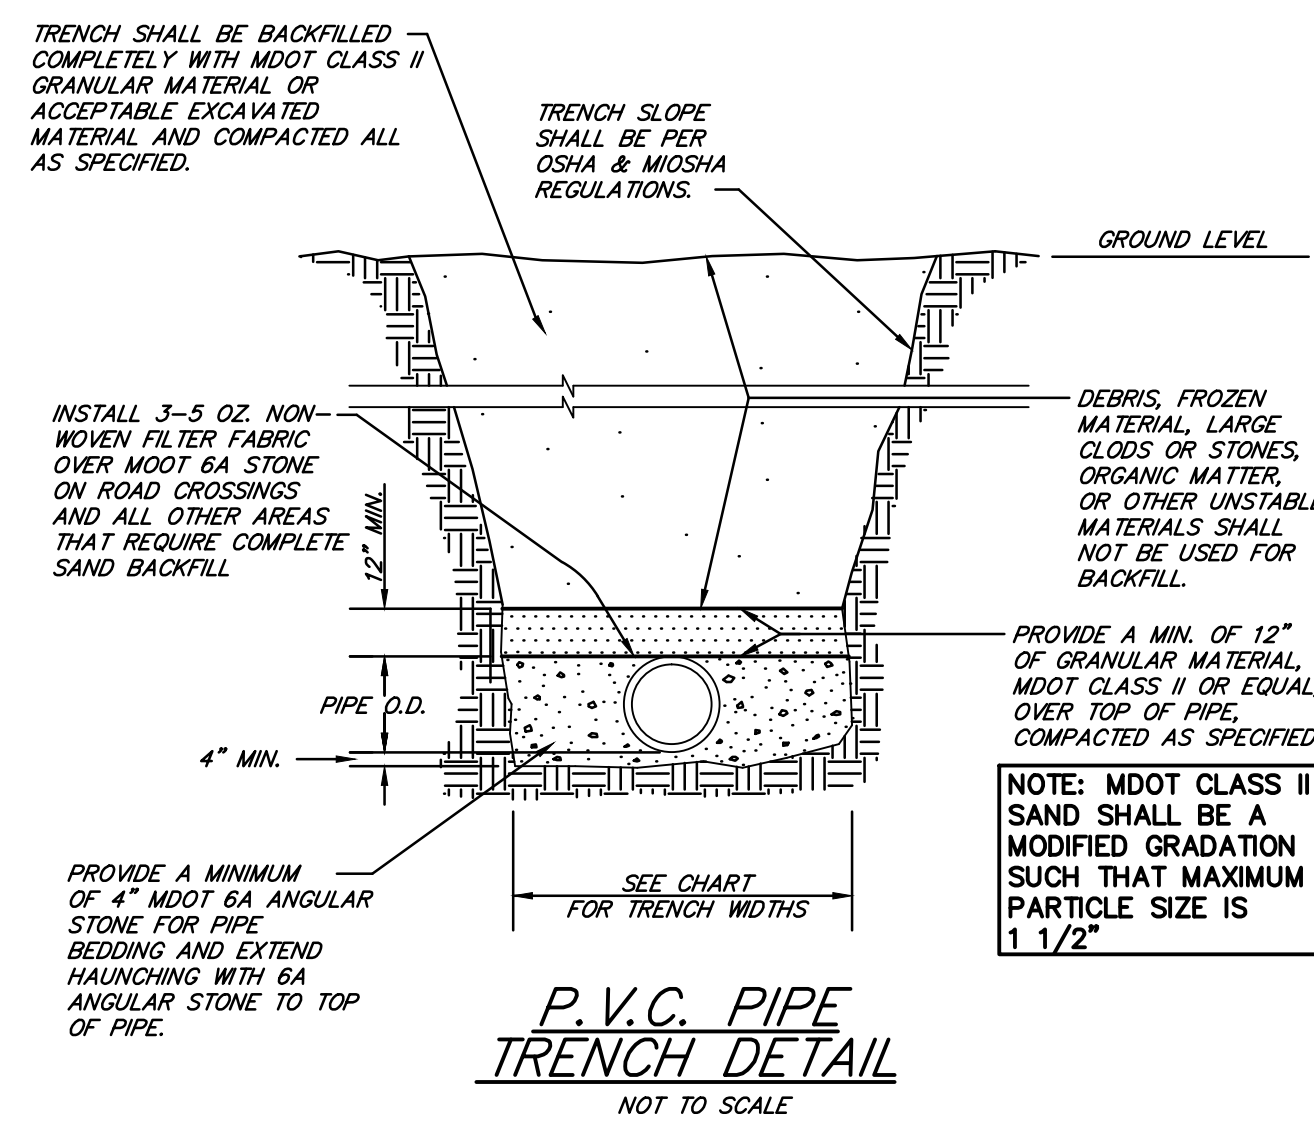 TRENCH SHALL BE BACKFILLED
COMPLETELY WITH MDOT CLASS II
GRANULAR MATERIAL OR
ACCEPTABLE EXCAVATED
MATERIAL AND COMPACTED ALL
AS SPECIFIED.
TRENCH SLOPE
SHALL BE PER
OSHA & MIOSHA
REGULATIONS.
GROUND LEVEL
INSTALL 3-5 OZ. NON-
WOVEN FILTER FABRIC
OVER MOOT 6A STONE
ON ROAD CROSSINGS
AND ALL OTHER AREAS
THAT REQUIRE COMPLETE
SAND BACKFILL
12" MIN.
DEBRIS, FROZEN
MATERIAL, LARGE
CLODS OR STONES,
ORGANIC MATTER,
OR OTHER UNSTABLE
MATERIALS SHALL
NOT BE USED FOR
BACKFILL.
PROVIDE A MIN. OF 12"
OF GRANULAR MATERIAL,
MDOT CLASS II OR EQUAL,
OVER TOP OF PIPE,
COMPACTED AS SPECIFIED
PIPE O.D.
4" MIN.
NOTE: MDOT CLASS II
SAND SHALL BE A
MODIFIED GRADATION
SUCH THAT MAXIMUM
PARTICLE SIZE IS
1 1/2"
PROVIDE A MINIMUM
OF 4" MDOT 6A ANGULAR
STONE FOR PIPE
BEDDING AND EXTEND
HAUNCHING WITH 6A
ANGULAR STONE TO TOP
OF PIPE.
SEE CHART
FOR TRENCH WIDTHS
P.V.C. PIPE
TRENCH DETAIL
NOT TO SCALE